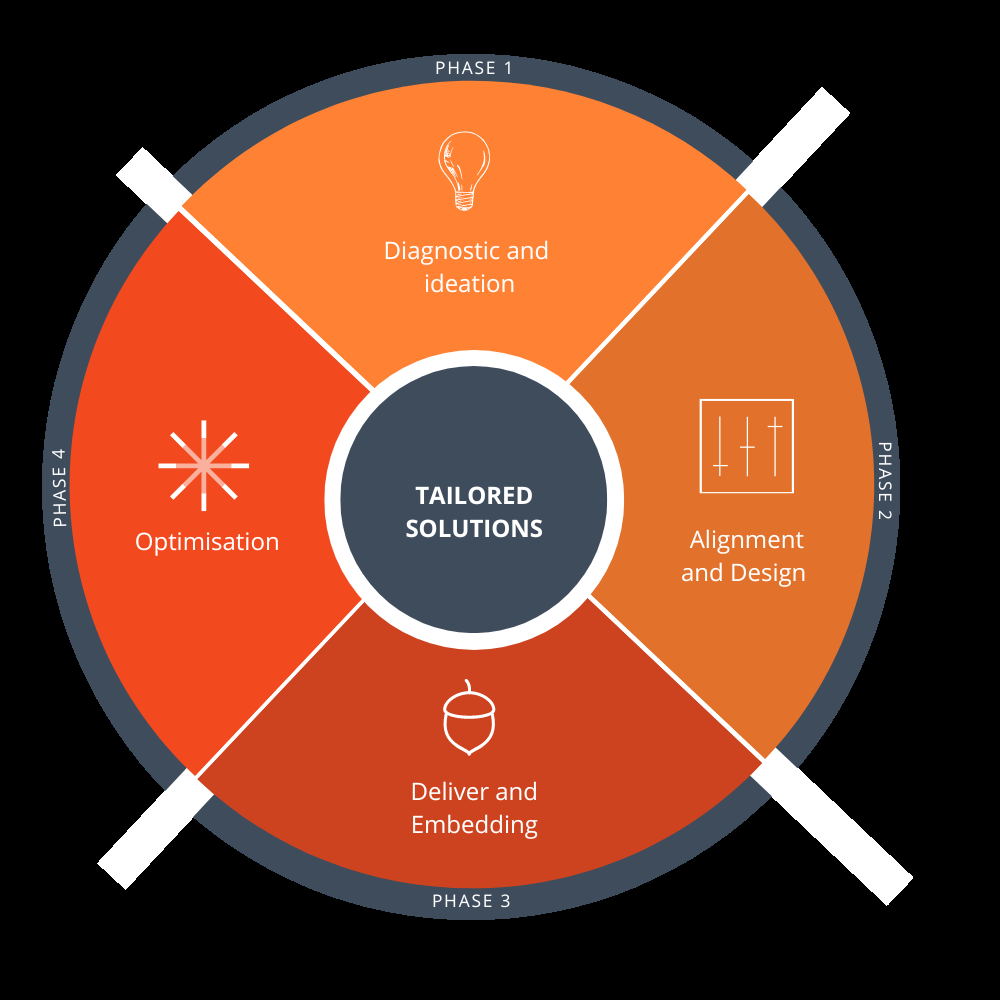 PHASE 1
Diagnostic and
ideation
PHASE 2
Alignment
and Design
PHASE 3
Deliver and
Embedding
PHASE 4
Optimisation
TAILORED
SOLUTIONS